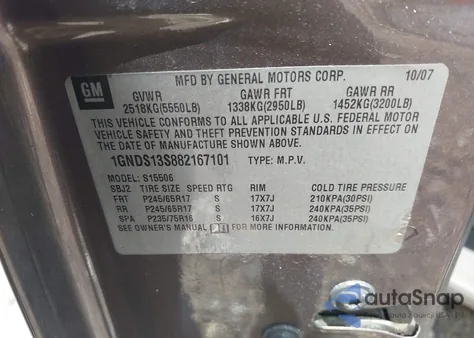 GM
MFD BY GENERAL MOTORS CORP. 10/07
GVWR GAWR FRT GAWR RR
2518KG(5550LB) 1338KG(2950LB) 1452KG(3200LB)
THIS VEHICLE CONFORMS TO ALL APPLICABLE U.S. FEDERAL MOTOR
VEHICLE SAFETY AND THEFT PREVENTION STANDARDS IN EFFECT ON
THE DATE OF MANUFACTURE SHOWN ABOVE.
1GNDS13S882167101 TYPE: M.P.V.
MODEL: S15506
SBJ2 TIRE SIZE SPEED RTG RIM COLD TIRE PRESSURE
FRT P245/65R17 S 17X7J 210KPA(30PSI)
RR P245/65R17 S 17X7J 240KPA(35PSI)
SPA P235/75R16 S 16X7J 240KPA(35PSI)
SEE OWNER'S MANUAL FOR ADDITIONAL INFORMATION
autoSnap